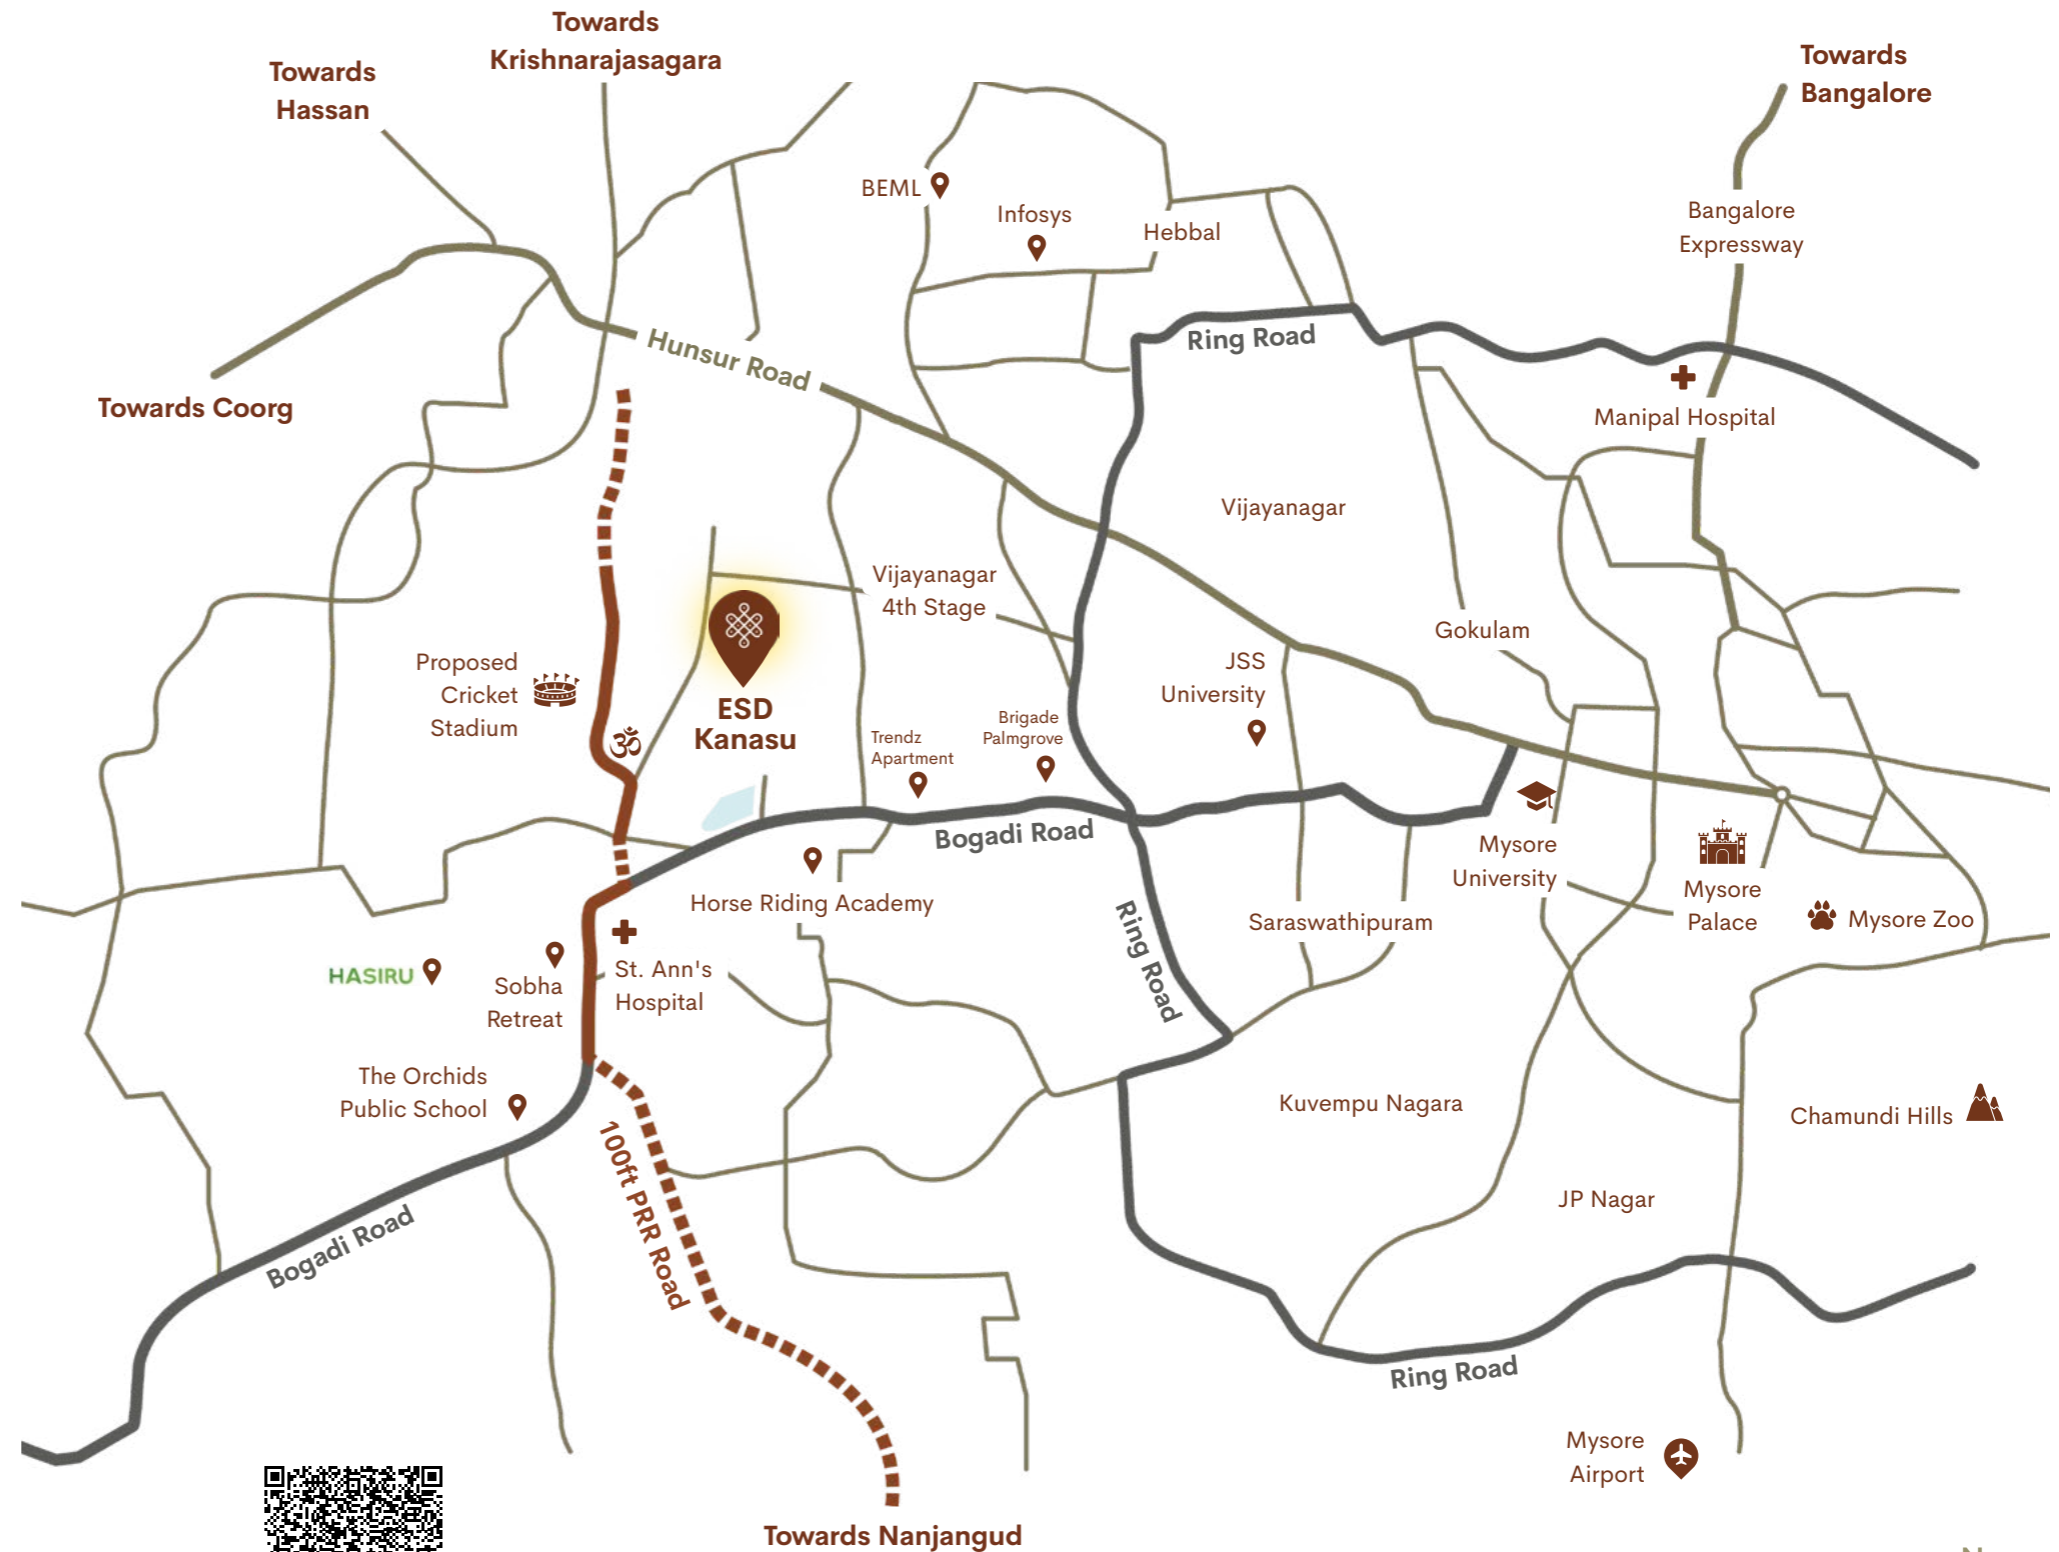 Towards
Krishnarajasagara
Towards
Hassan
Towards
Bangalore
BEML
Infosys
Hebbal
Bangalore
Expressway
Hunsur Road
Ring Road
Towards Coorg
Manipal Hospital
Vijayanagar
Vijayanagar
4th Stage
Gokulam
Proposed
Cricket
Stadium
JSS
University
ESD
Kanasu
ॐ
Brigade
Palmgrove
Trendz
Apartment
Bogadi Road
Mysore
University
Horse Riding Academy
Mysore
Palace
Mysore Zoo
Saraswathipuram
Ring Road
HASIRU
Sobha
Retreat
St. Ann's
Hospital
The Orchids
Public School
Kuvempu Nagara
Chamundi Hills
100ft PRR Road
JP Nagar
Bogadi Road
Ring Road
Mysore
Airport
Towards Nanjangud